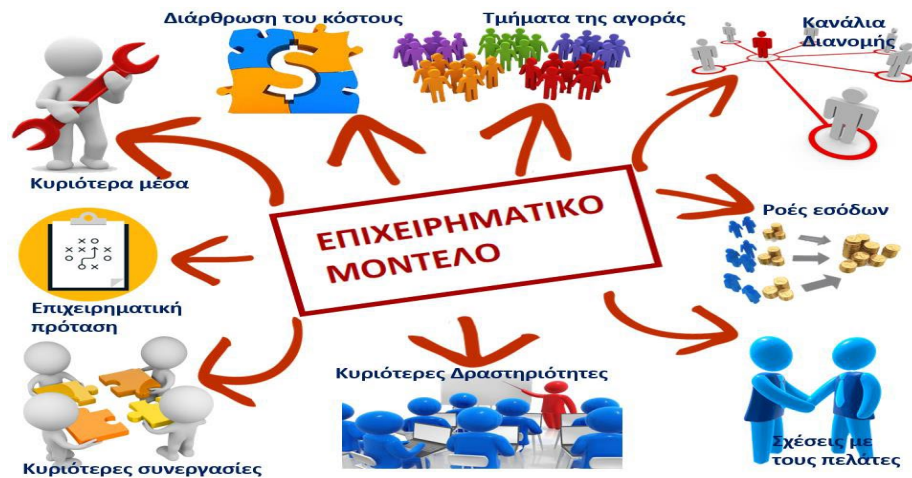 Διάρθρωση του κόστους
Τμήματα της αγοράς
Κανάλια
Διανομής
Κυριότερα μέσα
ΕΠΙΧΕΙΡΗΜΑΤΙΚΟ
ΜΟΝΤΕΛΟ
Ροές εσόδων
Επιχειρηματική
πρόταση
Κυριότερες Δραστηριότητες
Σχέσεις με
τους πελάτες
Κυριότερες συνεργασίες